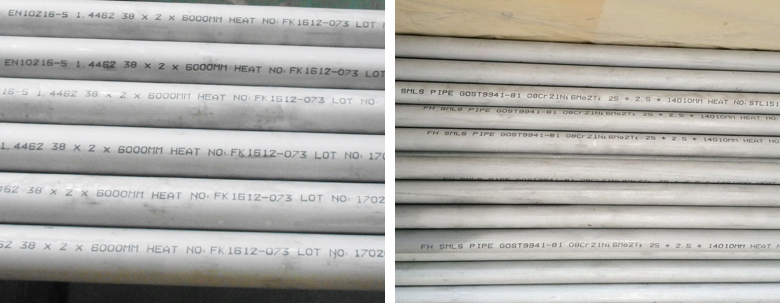 EN10216-5 1.4462 38 x 2 x 6000MM HEAT NO.FK1612-073 LOT
EN10216-5 1.4462 38 x 2 x 6000MM HEAT NO.FK1612-073 LOT
16-5 1.4462 38 x 2 x 6000MM HEAT NO.FK1612-073 LOT NO.
1.4462 38 x 2 x 6000MM HEAT NO.FK1612-073 LOT NO. 170
462 38 x 2 x 6000MM HEAT NO.FK1612-073 LOT NO. 1702
62 38 x 2 x 6000MM HEAT NO.FK1612-073 LOT NO. 1702
SMLS PIPE GOST9941-81 08Cr21Ni6Mo2Ti 25 * 2.5 * 14010MM HEAT NO.STL151
FH SMLS PIPE GOST9941-81 08Cr21Ni6Mo2Ti 25 * 2.5 * 14010MM HEAT NO.
FH SMLS PIPE GOST9941-81 08Cr21Ni6Mo2Ti 25 * 2.5 * 14010MM HEAT NO
FH SMLS PIPE GOST9941-81 08Cr21Ni6Mo2Ti 25 * 2.5 * 14010MM HEAT N